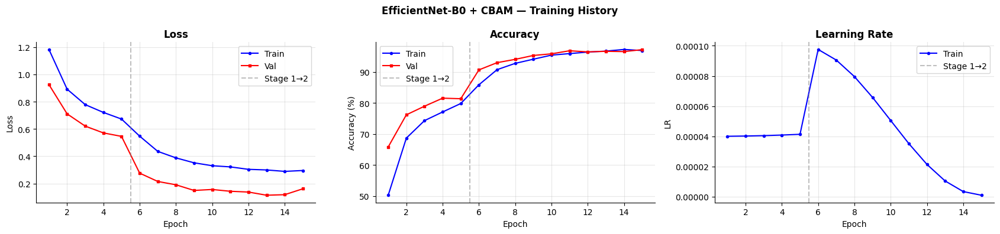 EfficientNet-B0 + CBAM — Training History
Loss
1.2
1.0
0.8
0.6
0.4
0.2
Loss
2 4 6 8 10 12 14
Epoch
Train
Val
Stage 1→2
Accuracy
90
80
70
60
50
Accuracy (%)
2 4 6 8 10 12 14
Epoch
Train
Val
Stage 1→2
Learning Rate
0.00010
0.00008
0.00006
0.00004
0.00002
0.00000
LR
2 4 6 8 10 12 14
Epoch
Train
Stage 1→2